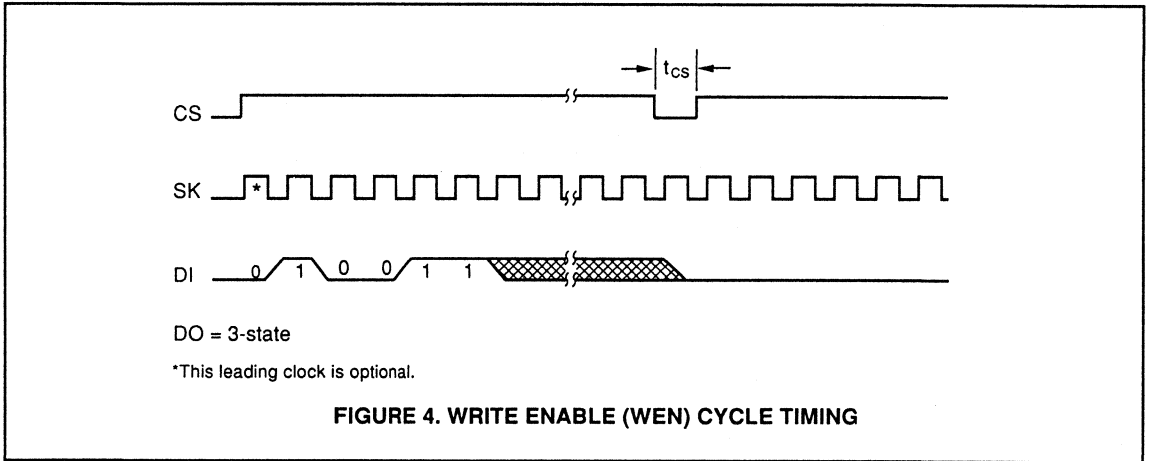 tCS
CS
SK *
DI 0 1 0 0 1 1
DO = 3-state
*This leading clock is optional.
FIGURE 4. WRITE ENABLE (WEN) CYCLE TIMING